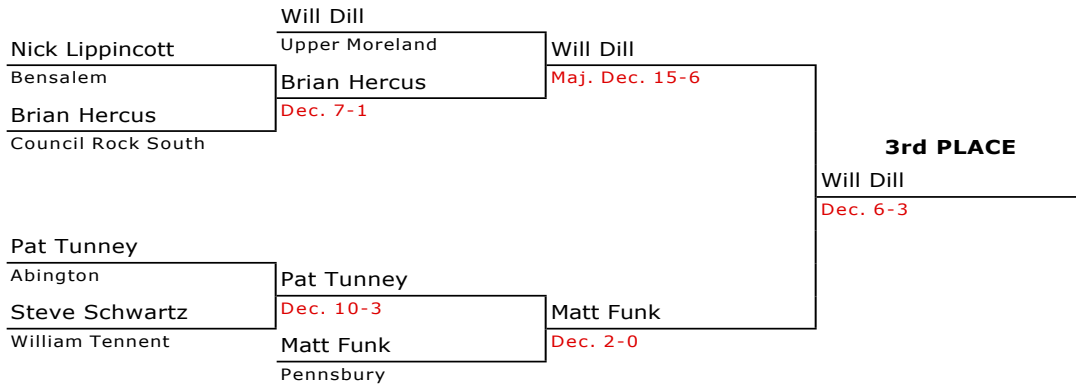 Will Dill
Upper Moreland
Nick Lippincott
Will Dill
Bensalem
Brian Hercus
Maj. Dec. 15-6
Brian Hercus
Dec. 7-1
Council Rock South
3rd PLACE
Will Dill
Dec. 6-3
Pat Tunney
Abington
Pat Tunney
Steve Schwartz
Dec. 10-3
Matt Funk
William Tennent
Matt Funk
Dec. 2-0
Pennsbury